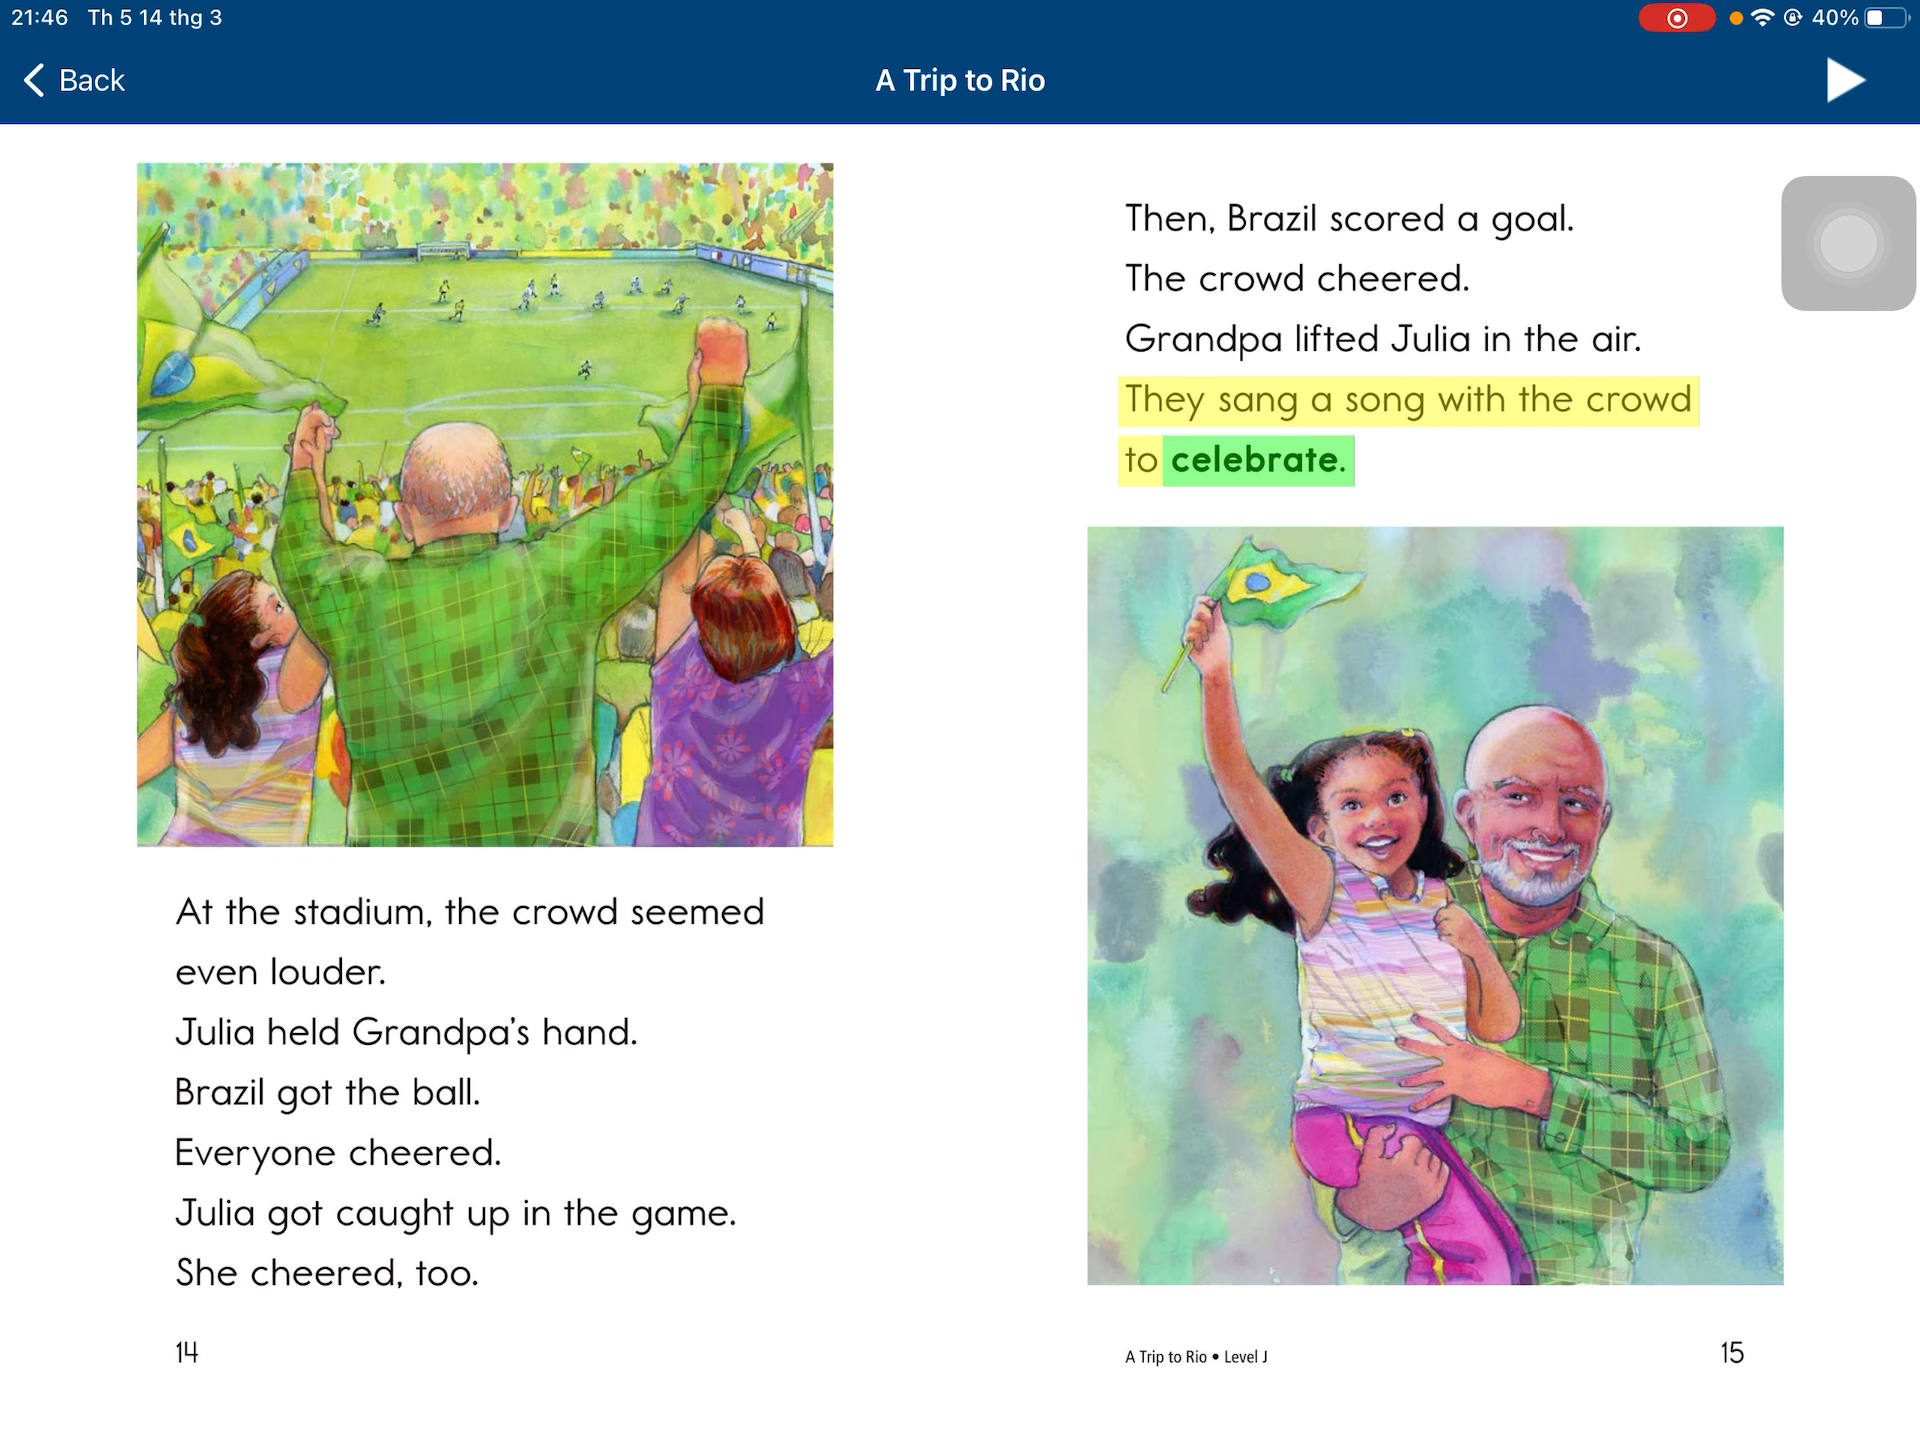 21:46 Th 5 14 thg 3
40%
Back
A Trip to Rio
At the stadium, the crowd seemed
even louder.
Julia held Grandpa's hand.
Brazil got the ball.
Everyone cheered.
Julia got caught up in the game.
She cheered, too.
14
Then, Brazil scored a goal.
The crowd cheered.
Grandpa lifted Julia in the air.
They sang a song with the crowd
to celebrate.
A Trip to Rio • Level J
15